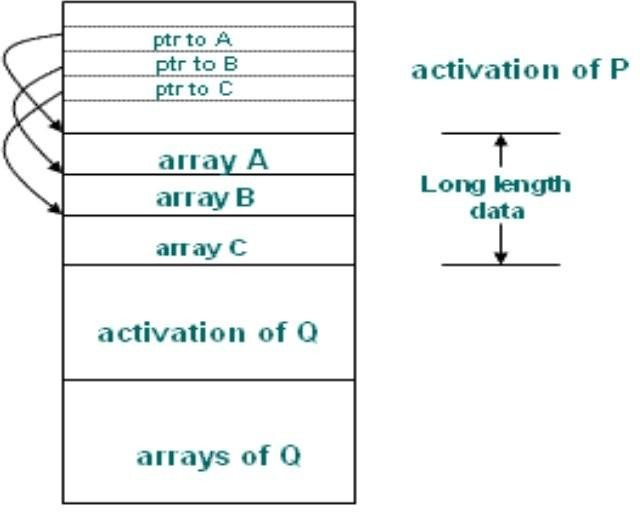 ptr to A
ptr to B
ptr to C
activation of P
array A
array B
array C
Long length
data
activation of Q
arrays of Q